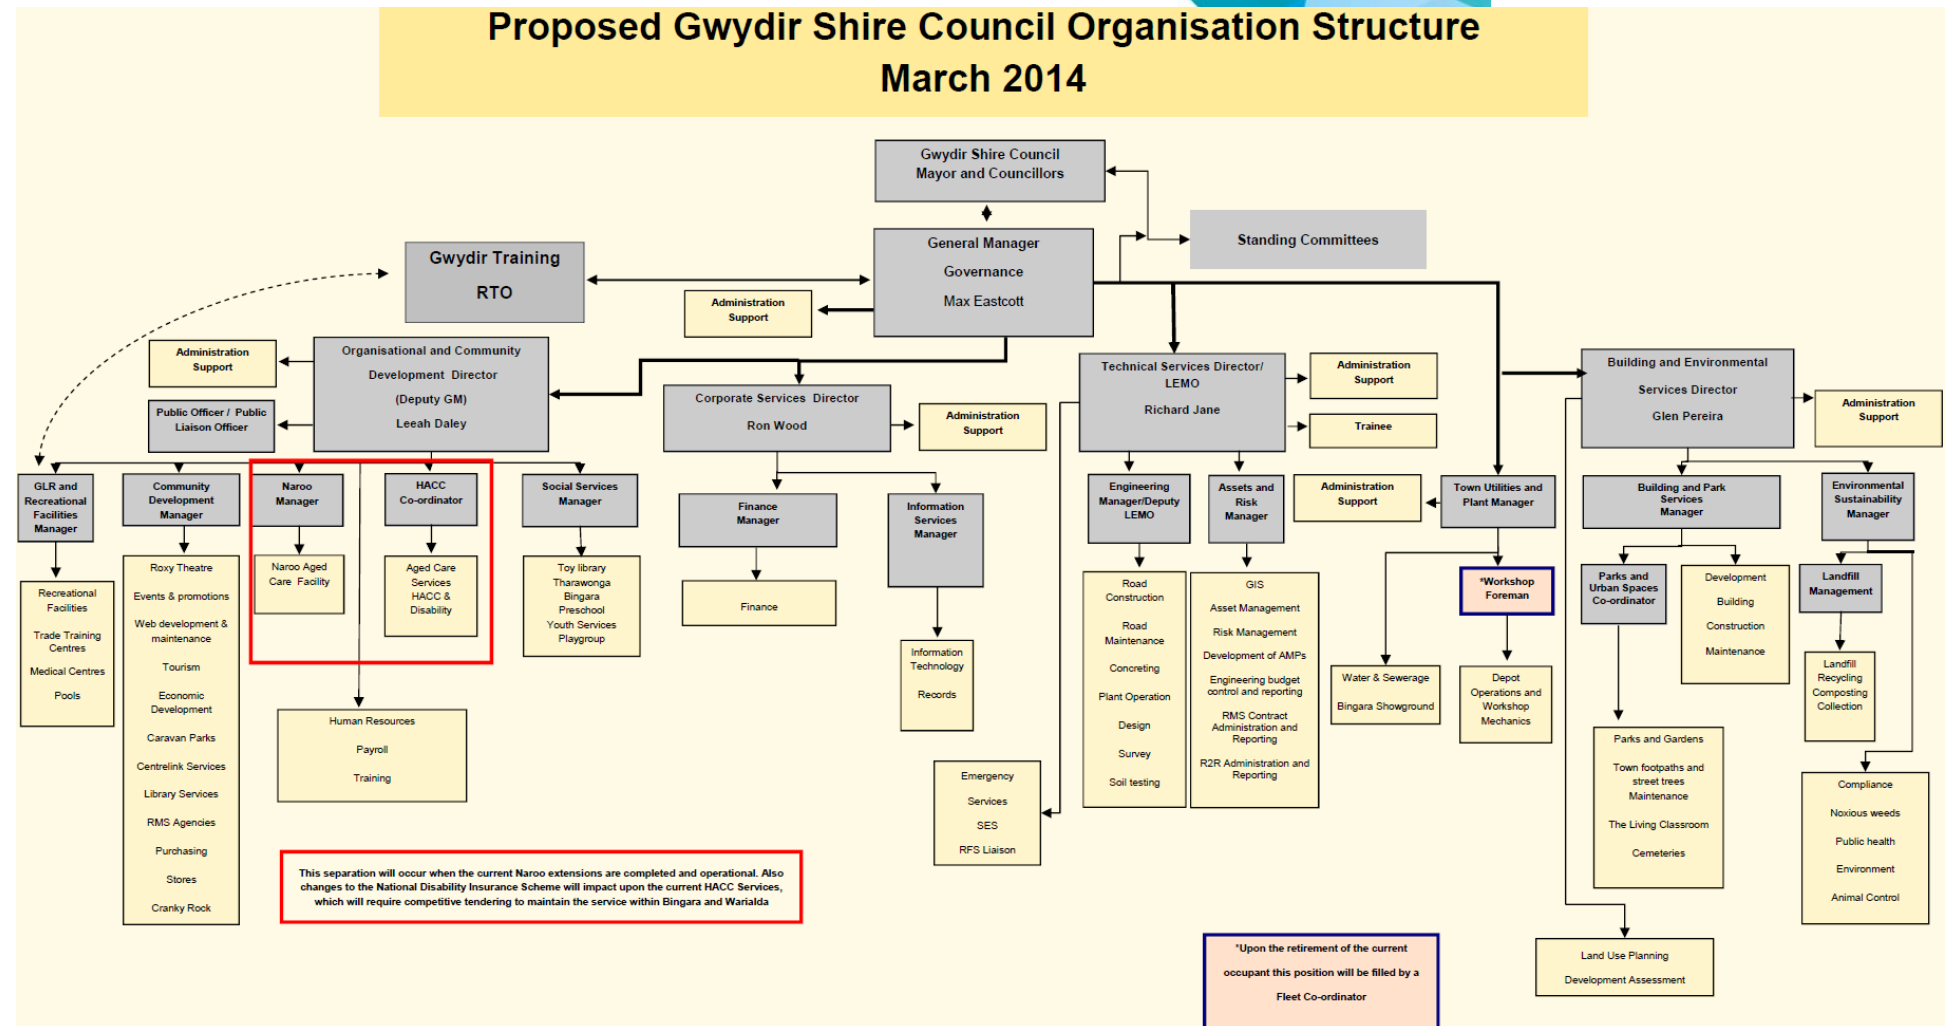 Proposed Gwydir Shire Council Organisation Structure
March 2014
Gwydir Shire Council
Mayor and Councillors
Standing Committees
General Manager
Governance
Max Eastcott
Gwydir Training
RTO
Administration
Support
Administration
Support
Organisational and Community
Development Director
(Deputy GM)
Leeah Daley
Public Officer / Public
Liaison Officer
Corporate Services Director
Ron Wood
Administration
Support
Technical Services Director/
LEMO
Richard Jane
Administration
Support
Trainee
Building and Environmental
Services Director
Glen Pereira
Administration
Support
GLR and
Recreational
Facilities
Manager
Community
Development
Manager
Naroo
Manager
HACC
Co-ordinator
Social Services
Manager
Finance
Manager
Information
Services
Manager
Engineering
Manager/Deputy
LEMO
Assets and
Risk
Manager
Administration
Support
Town Utilities and
Plant Manager
Building and Park
Services
Manager
Environmental
Sustainability
Manager
Recreational
Facilities
Trade Training
Centres
Medical Centres
Pools
Roxy Theatre
Events & promotions
Web development &
maintenance
Tourism
Economic
Development
Caravan Parks
Centrelink Services
Library Services
RMS Agencies
Purchasing
Stores
Cranky Rock
Naroo Aged
Care Facility
Aged Care
Services
HACC &
Disability
Toy library
Tharawonga
Bingara
Preschool
Youth Services
Playgroup
Human Resources
Payroll
Training
Finance
Information
Technology
Records
Emergency
Services
SES
RFS Liaison
Road
Construction
Road
Maintenance
Concreting
Plant Operation
Design
Survey
Soil testing
GIS
Asset Management
Risk Management
Development of AMPs
Engineering budget
control and reporting
RMS Contract
Administration and
Reporting
R2R Administration and
Reporting
*Workshop
Foreman
Water & Sewerage
Bingara Showground
Depot
Operations and
Workshop
Mechanics
Parks and
Urban Spaces
Co-ordinator
Development
Building
Construction
Maintenance
Landfill
Management
Landfill
Recycling
Composting
Collection
Parks and Gardens
Town footpaths and
street trees
Maintenance
The Living Classroom
Cemeteries
Compliance
Noxious weeds
Public health
Environment
Animal Control
Land Use Planning
Development Assessment
This separation will occur when the current Naroo extensions are completed and operational. Also
changes to the National Disability Insurance Scheme will impact upon the current HACC Services,
which will require competitive tendering to maintain the service within Bingara and Warialda
*Upon the retirement of the current
occupant this position will be filled by a
Fleet Co-ordinator